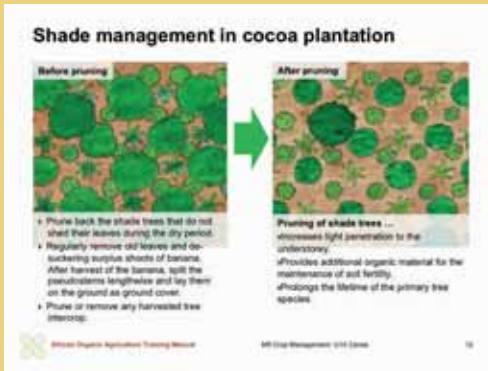 Shade management in cocoa plantation
Before pruning
After pruning
Prune back the shade trees that do not
shed their leaves during the dry period.
Regularly remove old leaves and de-
suckering surplus shoots of banana.
After harvest of the banana, split the
pseudostems lengthwise and lay them
on the ground as ground cover.
Prune or remove any harvested tree
intercrop.
Pruning of shade trees ...
•Increases light penetration to the
understorey.
•Provides additional organic material for the
maintenance of soil fertility.
•Prolongs the lifetime of the primary tree
species.
African Organic Agriculture Training Manual
M5 Crop Management: Cocoa